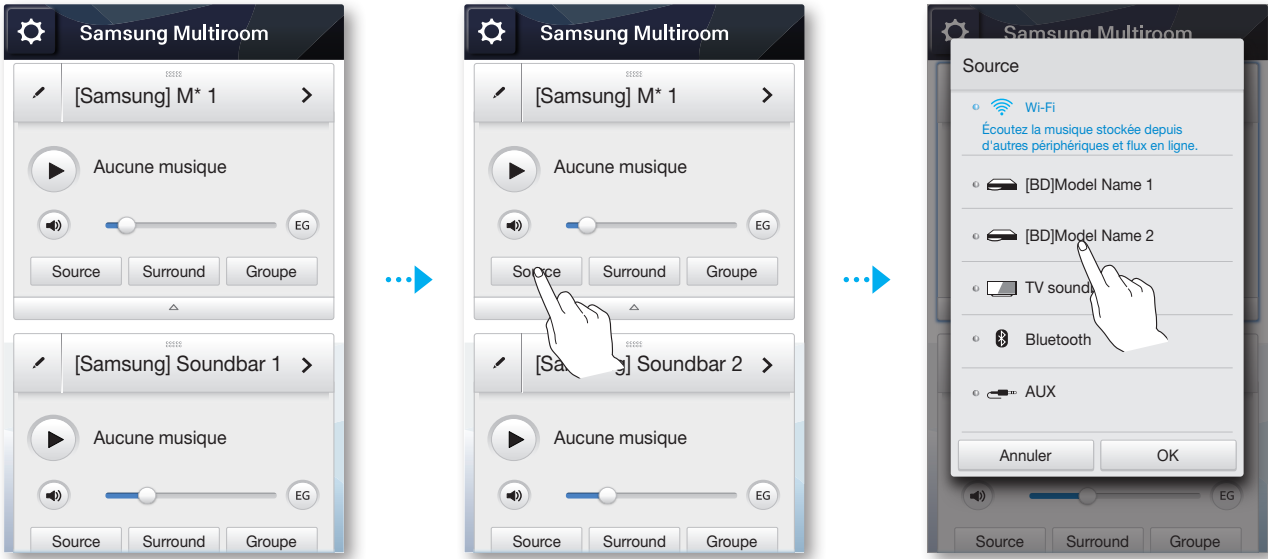 Samsung Multiroom
[Samsung] M* 1
Aucune musique
EG
Source Surround Groupe
[Samsung] Soundbar 1
Aucune musique
EG
Source Surround Groupe
Samsung Multiroom
[Samsung] M* 1
Aucune musique
EG
Source Surround Groupe
[Samsung] Soundbar 2
Aucune musique
EG
Source Surround Groupe
Samsung Multiroom
Source
Wi-Fi
Écoutez la musique stockée depuis
d'autres périphériques et flux en ligne.
[BD]Model Name 1
[BD]Model Name 2
TV sound
Bluetooth
AUX
Annuler OK
EG
Source Surround Groupe